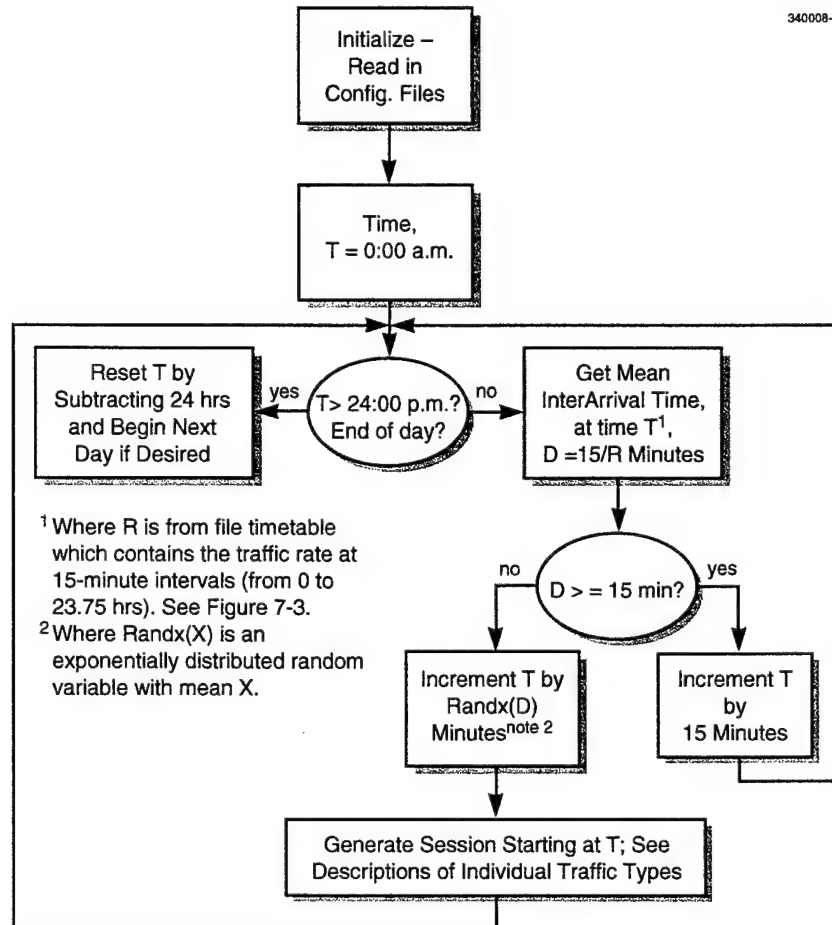 340008-
Initialize –
Read in
Config. Files
Time,
T = 0:00 a.m.
Reset T by
Subtracting 24 hrs
and Begin Next
Day if Desired
yes
T> 24:00 p.m.?
End of day?
no
Get Mean
InterArrival Time,
at time T¹,
D =15/R Minutes
¹ Where R is from file timetable
which contains the traffic rate at
15-minute intervals (from 0 to
23.75 hrs). See Figure 7-3.
² Where Randx(X) is an
exponentially distributed random
variable with mean X.
no
D > = 15 min?
yes
Increment T by
Randx(D)
Minutes^note 2
Increment T
by
15 Minutes
Generate Session Starting at T; See
Descriptions of Individual Traffic Types